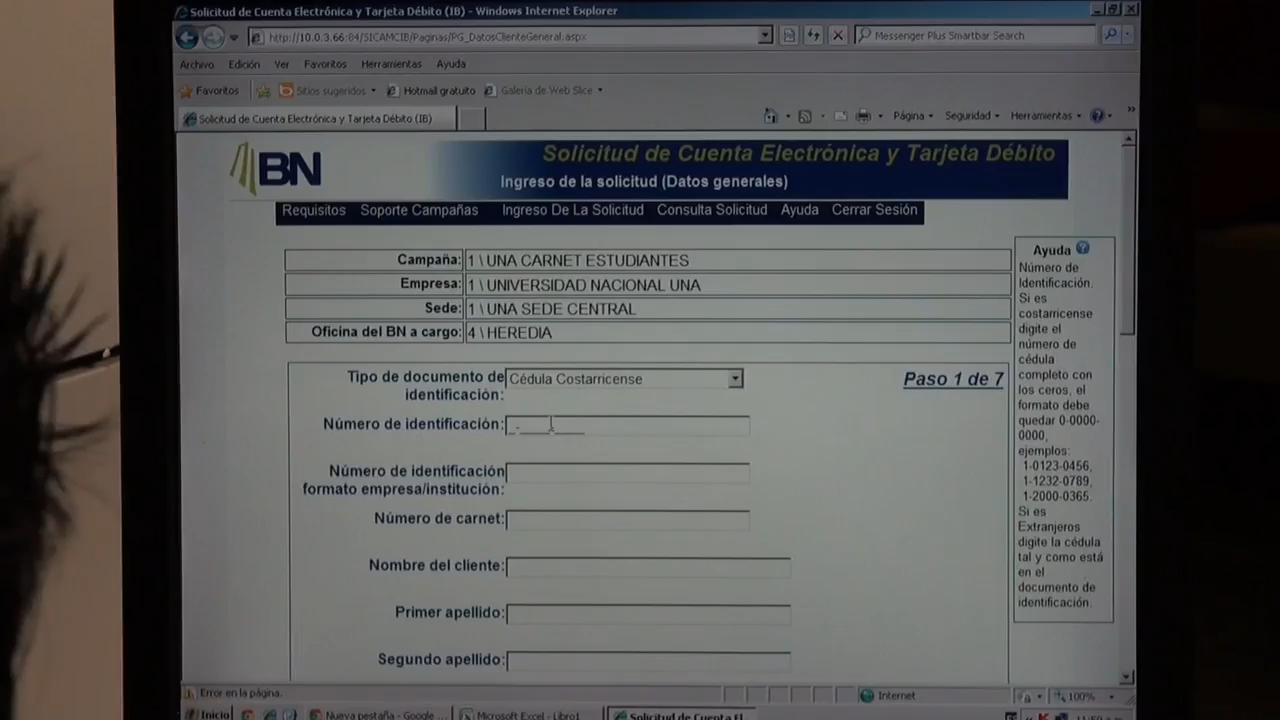 Solicitud de Cuenta Electrónica y Tarjeta Débito (IB) - Windows Internet Explorer
http://10.0.3.66:84/SICAMCIB/Paginas/PG_DatosClienteGeneral.aspx
Messenger Plus Smartbar Search
Archivo Edición Ver Favoritos Herramientas Ayuda
Favoritos Sitios sugeridos Hotmail gratuito Galería de Web Slice
Solicitud de Cuenta Electrónica y Tarjeta Débito (IB)
Página Seguridad Herramientas
BN
Solicitud de Cuenta Electrónica y Tarjeta Débito
Ingreso de la solicitud (Datos generales)
Requisitos Soporte Campañas Ingreso De La Solicitud Consulta Solicitud Ayuda Cerrar Sesión
Campaña: 1 \ UNA CARNET ESTUDIANTES
Empresa: 1 \ UNIVERSIDAD NACIONAL UNA
Sede: 1 \ UNA SEDE CENTRAL
Oficina del BN a cargo: 4 \ HEREDIA
Tipo de documento de
identificación:
Cédula Costarricense
Paso 1 de 7
Número de identificación: _-____-____
Número de identificación
formato empresa/institución:
Número de carnet:
Nombre del cliente:
Primer apellido:
Segundo apellido:
Ayuda
Número de
Identificación.
Si es
costarricense
digite el
número de
cédula
completo con
los ceros, el
formato debe
quedar 0-0000-
0000,
ejemplos:
1-0123-0456,
1-1232-0789,
1-2000-0365.
Si es
Extranjeros
digite la cédula
tal y como está
en el
documento de
identificación.
Error en la página.
Internet
100%
Inicio
Nueva pestaña - Google ...
Microsoft Excel - Libro1
Solicitud de Cuenta El